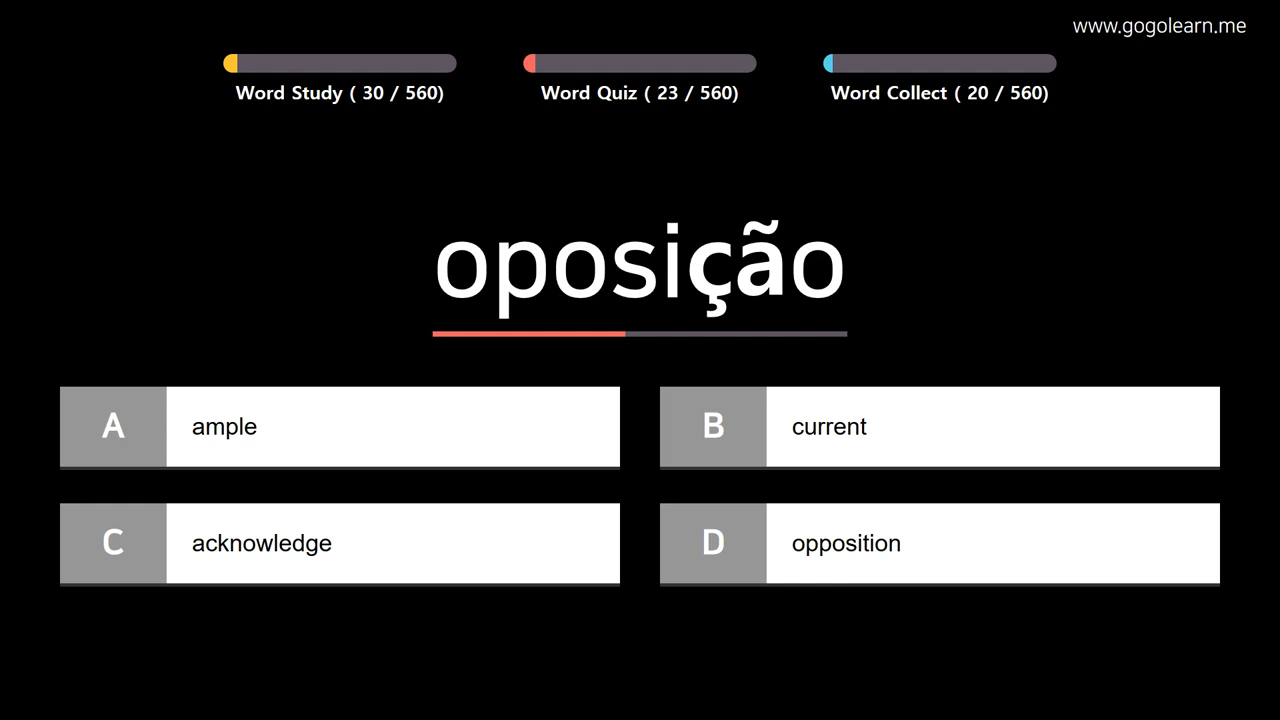 www.gogolearn.me
Word Study ( 30 / 560)
Word Quiz ( 23 / 560)
Word Collect ( 20 / 560)
oposição
A ample
B current
C acknowledge
D opposition